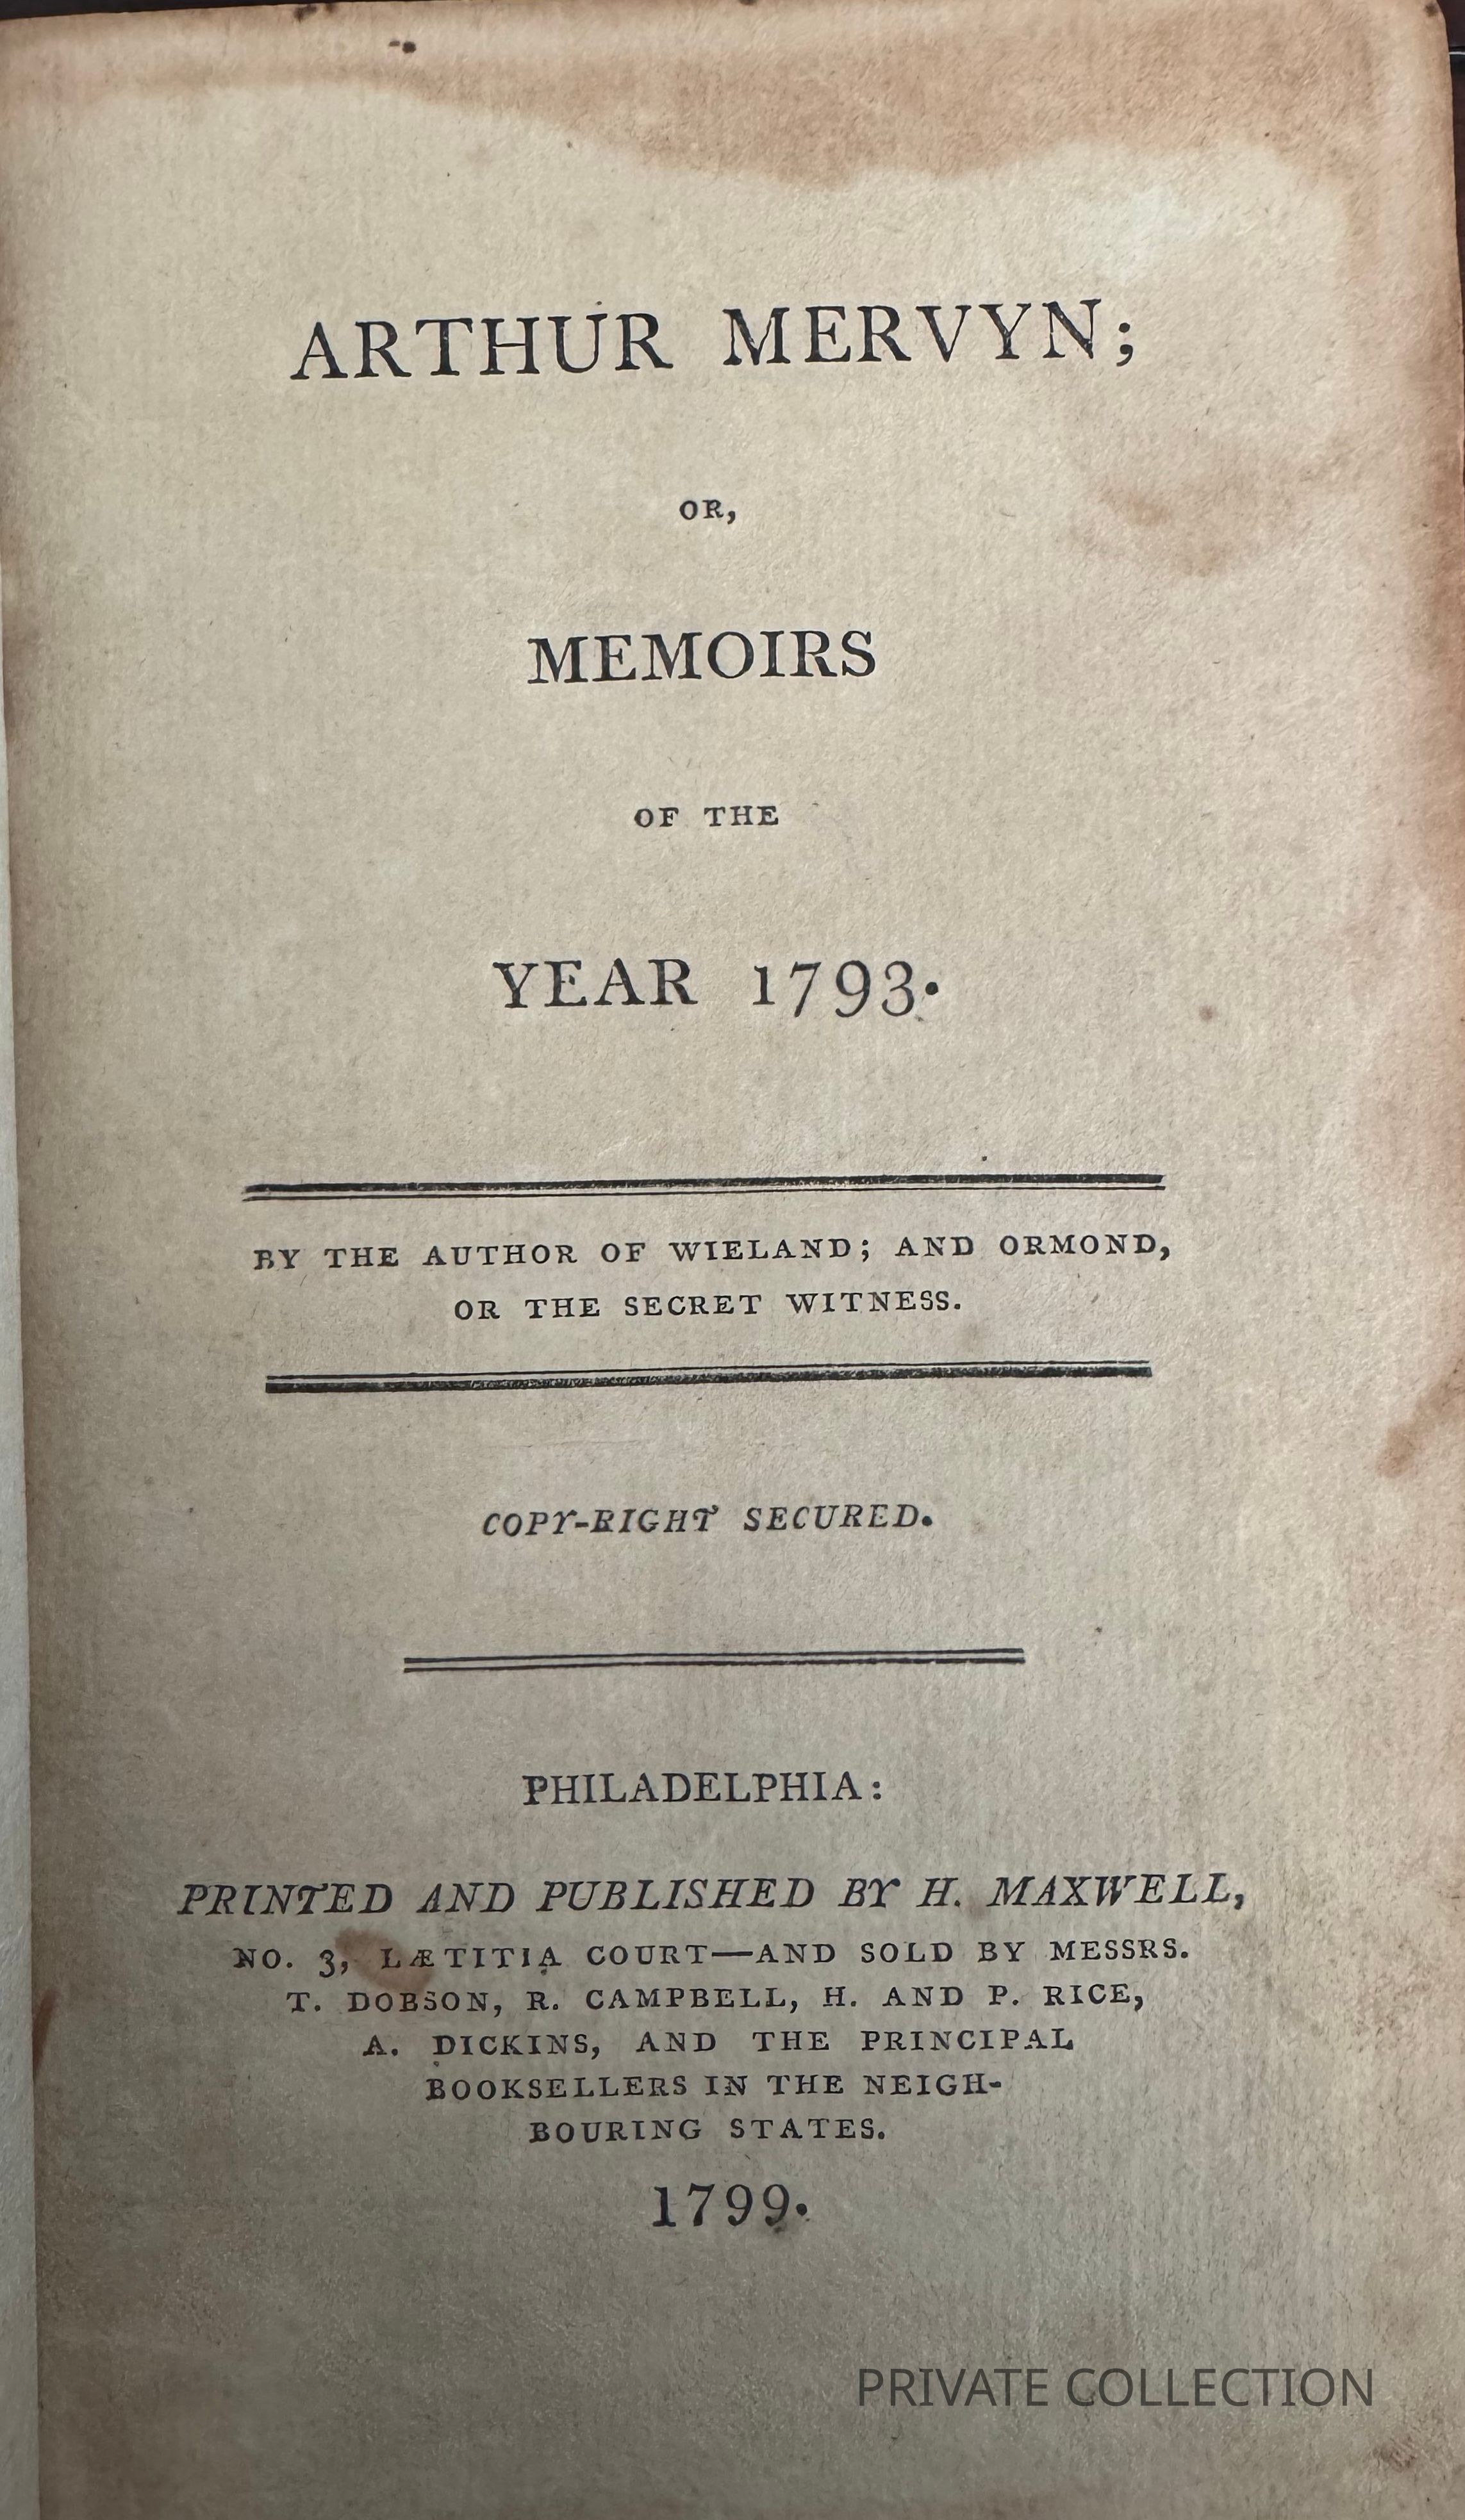 ARTHUR MERVYN;
OR,
MEMOIRS
OF THE
YEAR 1793.
BY THE AUTHOR OF WIELAND; AND ORMOND,
OR THE SECRET WITNESS.
COPY-RIGHT SECURED.
PHILADELPHIA:
PRINTED AND PUBLISHED BY H. MAXWELL,
NO. 3, LÆTITIA COURT—AND SOLD BY MESSRS.
T. DOBSON, R. CAMPBELL, H. AND P. RICE,
A. DICKINS, AND THE PRINCIPAL
BOOKSELLERS IN THE NEIGH-
BOURING STATES.
1799.
PRIVATE COLLECTION